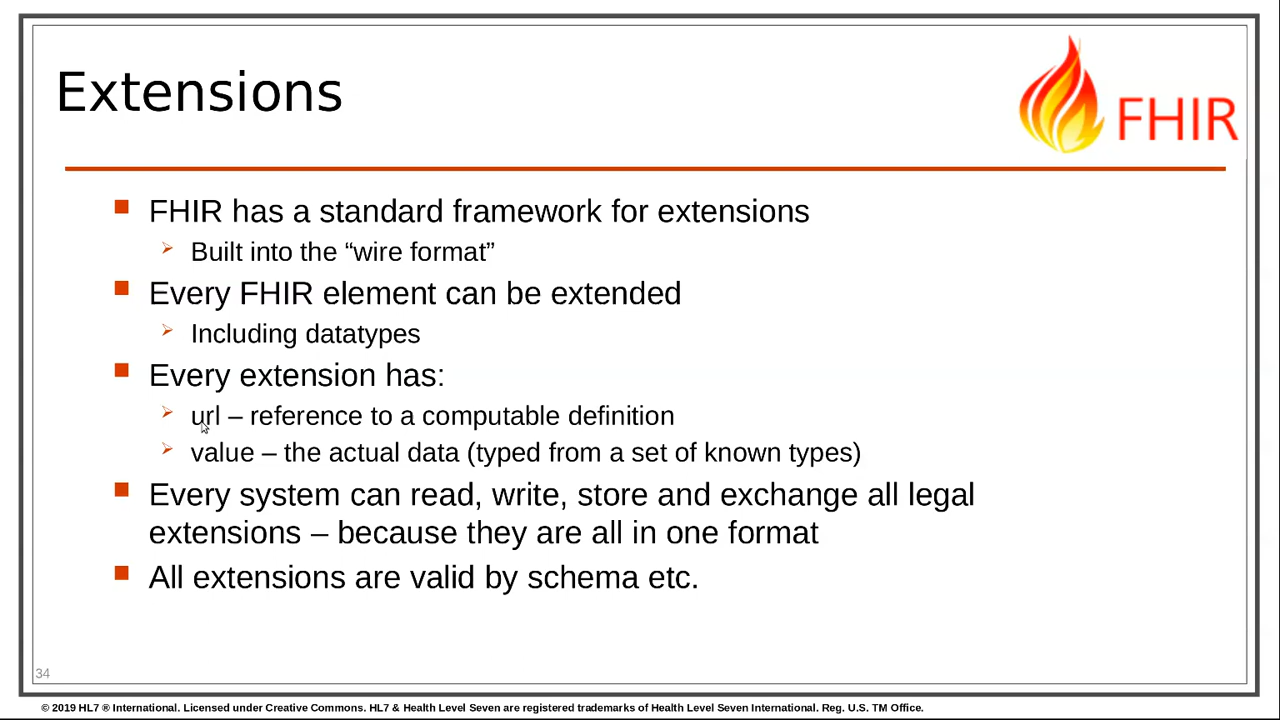 Extensions
FHIR
FHIR has a standard framework for extensions
Built into the “wire format”
Every FHIR element can be extended
Including datatypes
Every extension has:
url – reference to a computable definition
value – the actual data (typed from a set of known types)
Every system can read, write, store and exchange all legal
extensions – because they are all in one format
All extensions are valid by schema etc.
34
© 2019 HL7 ® International. Licensed under Creative Commons. HL7 & Health Level Seven are registered trademarks of Health Level Seven International. Reg. U.S. TM Office.